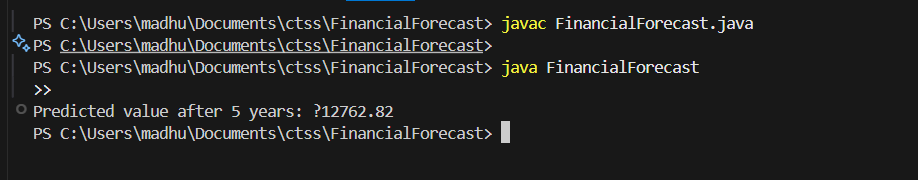 PS C:\Users\madhu\Documents\ctss\FinancialForecast> javac FinancialForecast.java
PS C:\Users\madhu\Documents\ctss\FinancialForecast>
PS C:\Users\madhu\Documents\ctss\FinancialForecast> java FinancialForecast
>>
Predicted value after 5 years: ?12762.82
PS C:\Users\madhu\Documents\ctss\FinancialForecast>